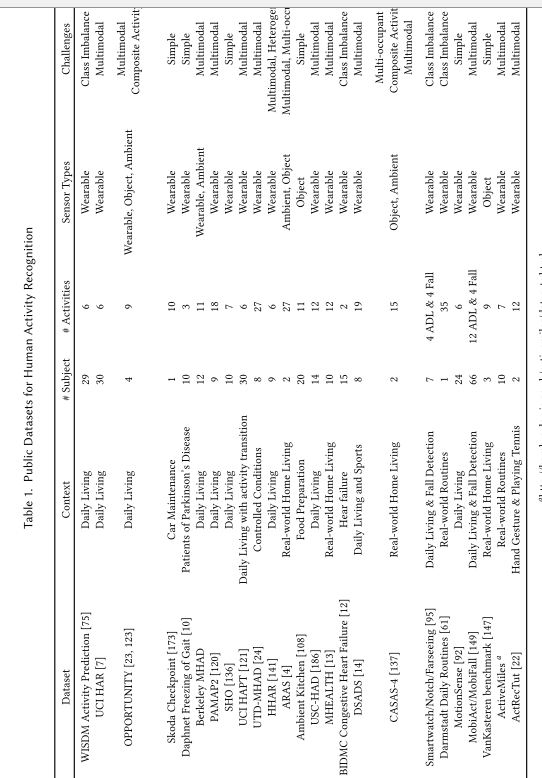 Table 1. Public Datasets for Human Activity Recognition
Dataset Context # Subject # Activities Sensor Types Challenges
WISDM Activity Prediction [75] Daily Living 29 6 Wearable Class Imbalance
UCI HAR [7] Daily Living 30 6 Wearable Multimodal
OPPORTUNITY [23, 123] Daily Living 4 9 Wearable, Object, Ambient Multimodal
Composite Activit
Skoda Checkpoint [173] Car Maintenance 1 10 Wearable Simple
Daphnet Freezing of Gait [10] Patients of Parkinson's Disease 10 3 Wearable Simple
Berkeley MHAD Daily Living 12 11 Wearable, Ambient Multimodal
PAMAP2 [120] Daily Living 9 18 Wearable Multimodal
SHO [136] Daily Living 10 7 Wearable Simple
UCI HAPT [121] Daily Living with activity transition 30 6 Wearable Multimodal
UTD-MHAD [24] Controlled Conditions 8 27 Wearable Multimodal
HHAR [141] Daily Living 9 6 Wearable Multimodal, Heteroge
ARAS [4] Real-world Home Living 2 27 Ambient, Object Multimodal, Multi-occu
Ambient Kitchen [108] Food Preparation 20 11 Object Simple
USC-HAD [186] Daily Living 14 12 Wearable Multimodal
MHEALTH [13] Real-world Home Living 10 12 Wearable Multimodal
BIDMC Congestive Heart Failure [12] Hear failure 15 2 Wearable Class Imbalance
DSADS [14] Daily Living and Sports 8 19 Wearable Multimodal
Multi-occupant
CASAS-4 [137] Real-world Home Living 2 15 Object, Ambient Composite Activit
Multimodal
Smartwatch/Notch/Farseeing [95] Daily Living & Fall Detection 7 4 ADL & 4 Fall Wearable Class Imbalance
Darmstadt Daily Routines [61] Real-world Routines 1 35 Wearable Class Imbalance
MotionSense [92] Daily Living 24 6 Wearable Simple
MobiAct/MobiFall [149] Daily Living & Fall Detection 66 12 ADL & 4 Fall Wearable Multimodal
VanKasteren benchmark [147] Real-world Home Living 3 9 Object Simple
ActiveMiles a Real-world Routines 10 7 Wearable Multimodal
ActRecTut [22] Hand Gesture & Playing Tennis 2 12 Wearable Multimodal